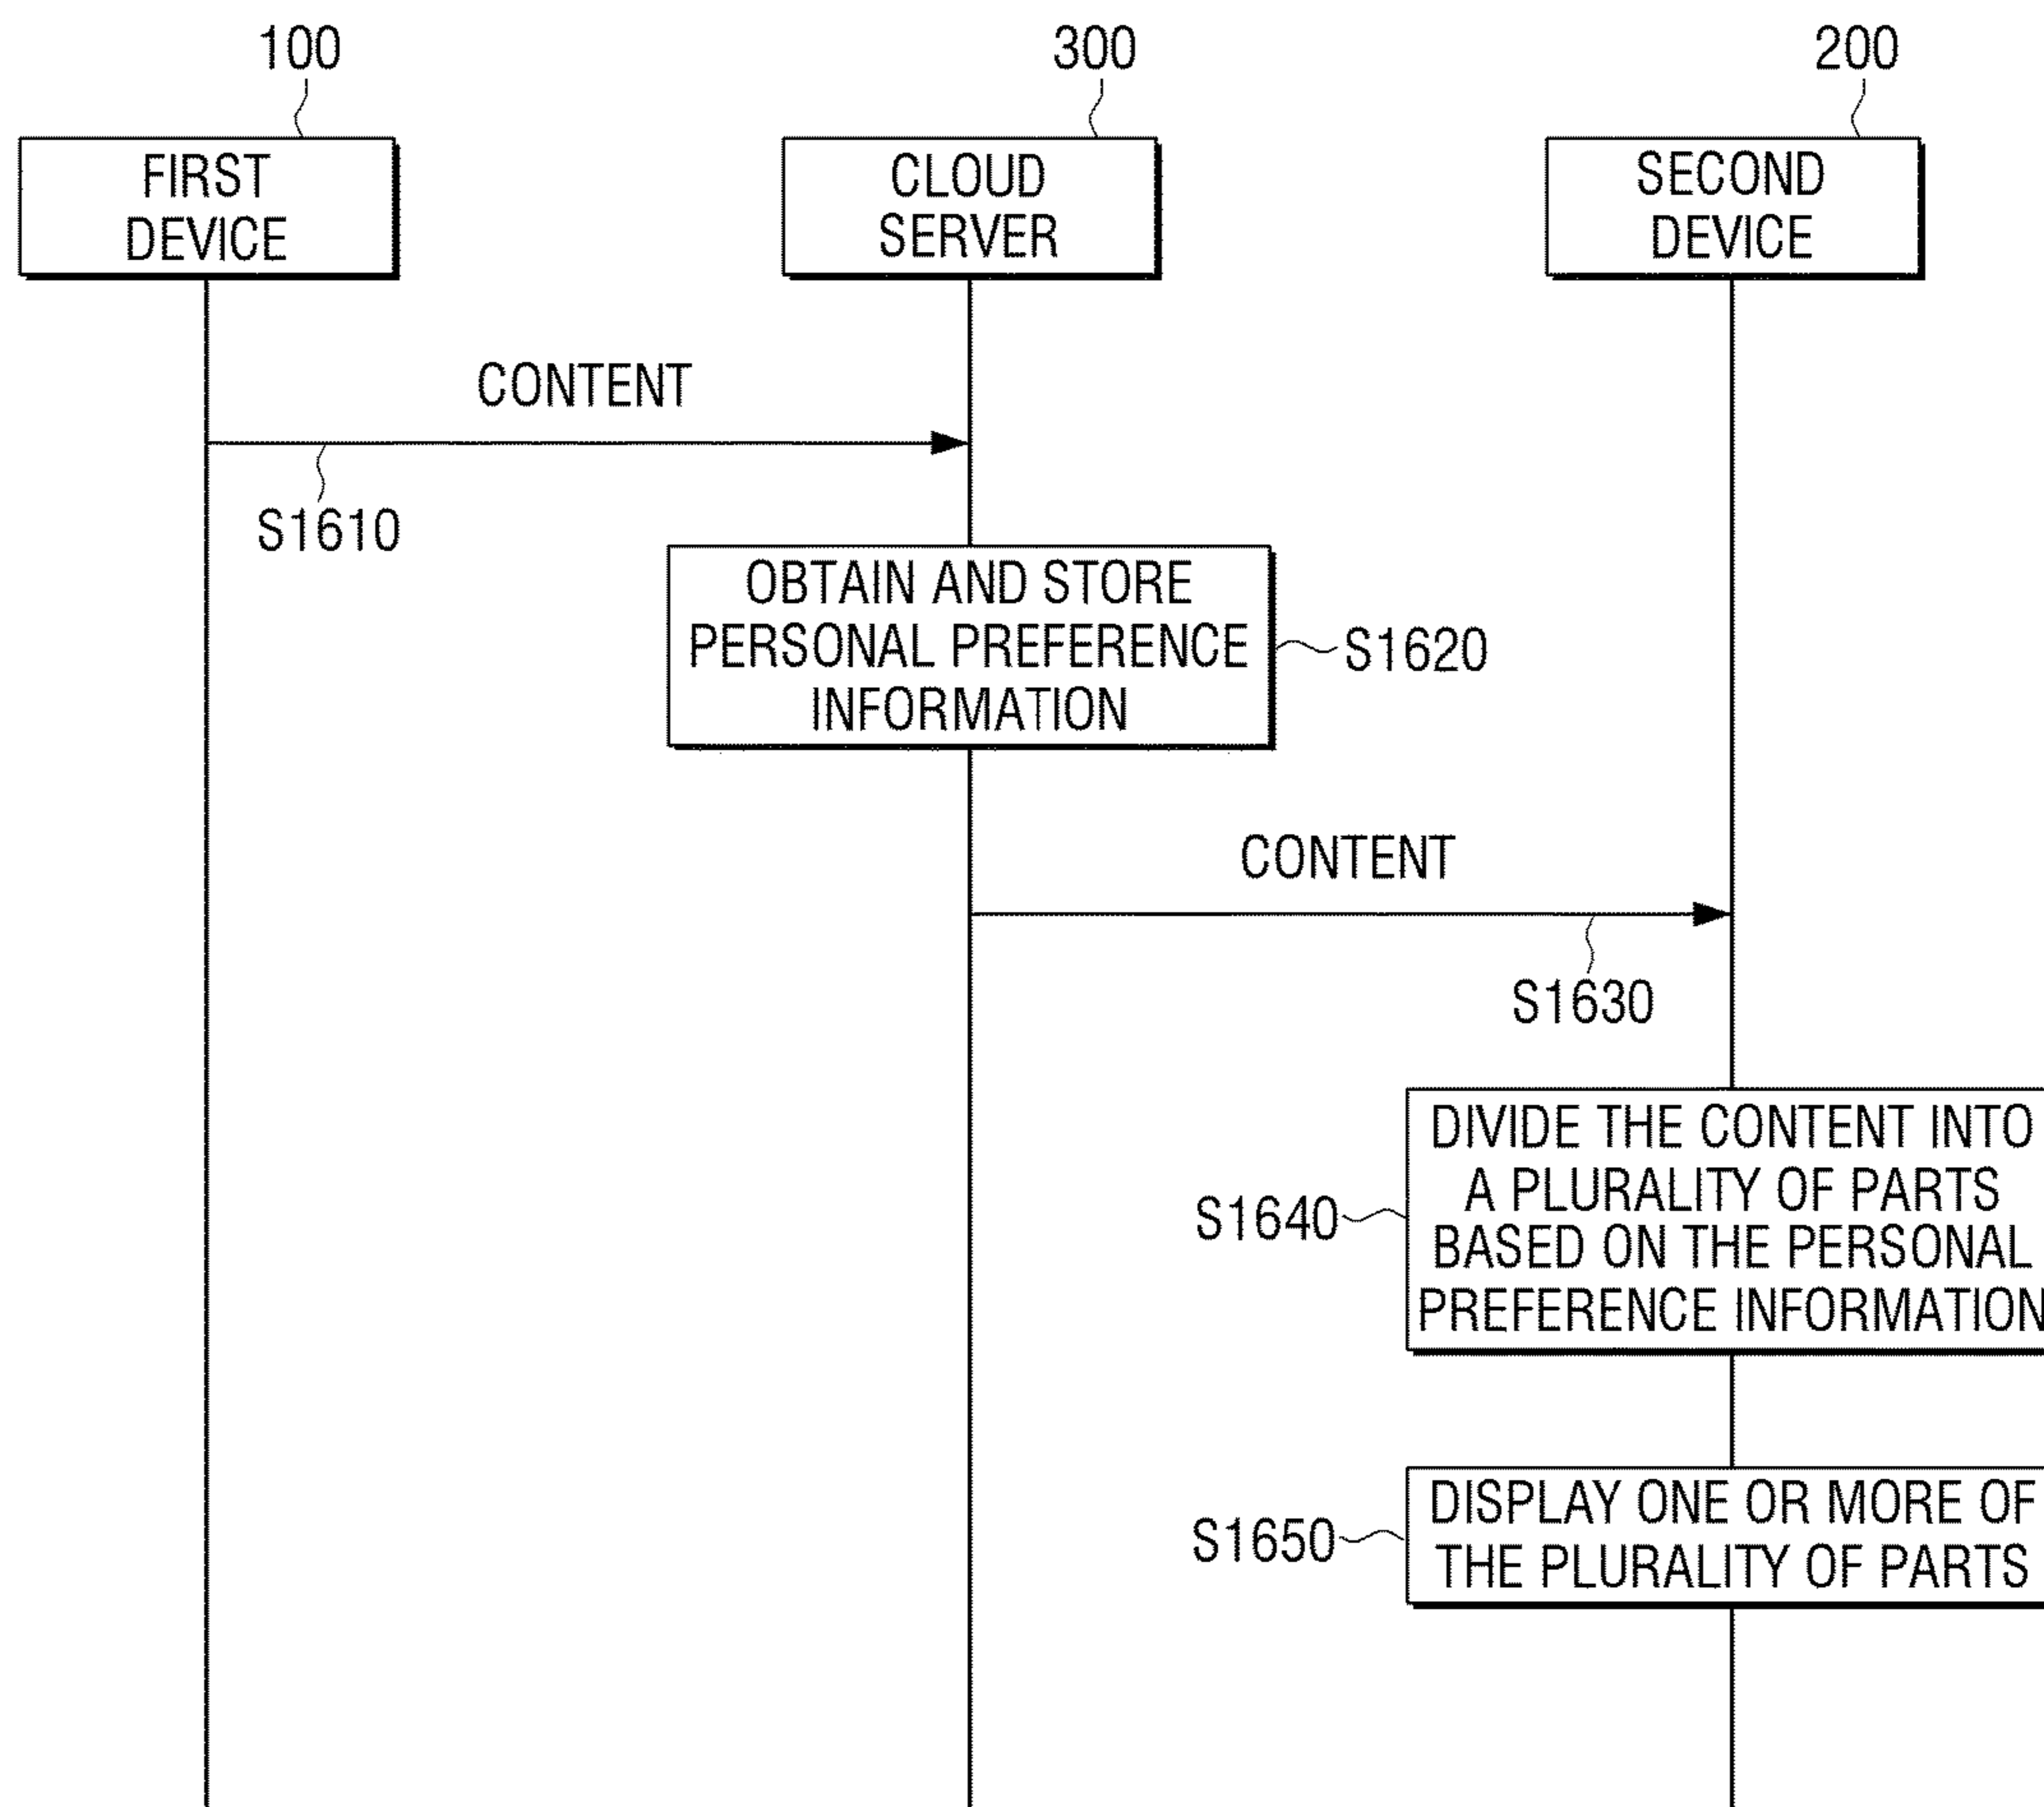 100
300
200
FIRST
DEVICE
CLOUD
SERVER
SECOND
DEVICE
CONTENT
S1610
OBTAIN AND STORE
PERSONAL PREFERENCE
INFORMATION
S1620
CONTENT
S1630
DIVIDE THE CONTENT INTO
A PLURALITY OF PARTS
BASED ON THE PERSONAL
PREFERENCE INFORMATION
S1640
DISPLAY ONE OR MORE OF
THE PLURALITY OF PARTS
S1650